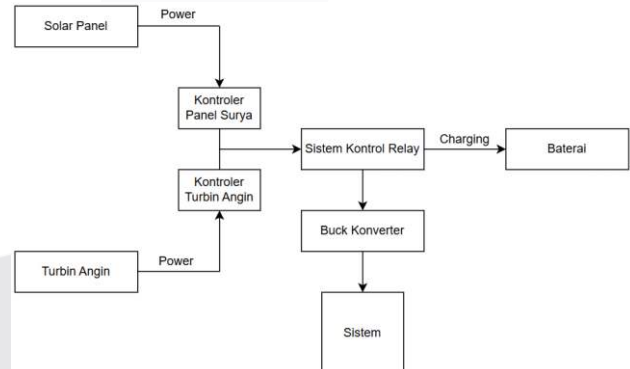 Solar Panel
Power
Kontroler
Panel Surya
Sistem Kontrol Relay
Charging
Baterai
Kontroler
Turbin Angin
Buck Konverter
Turbin Angin
Power
Sistem